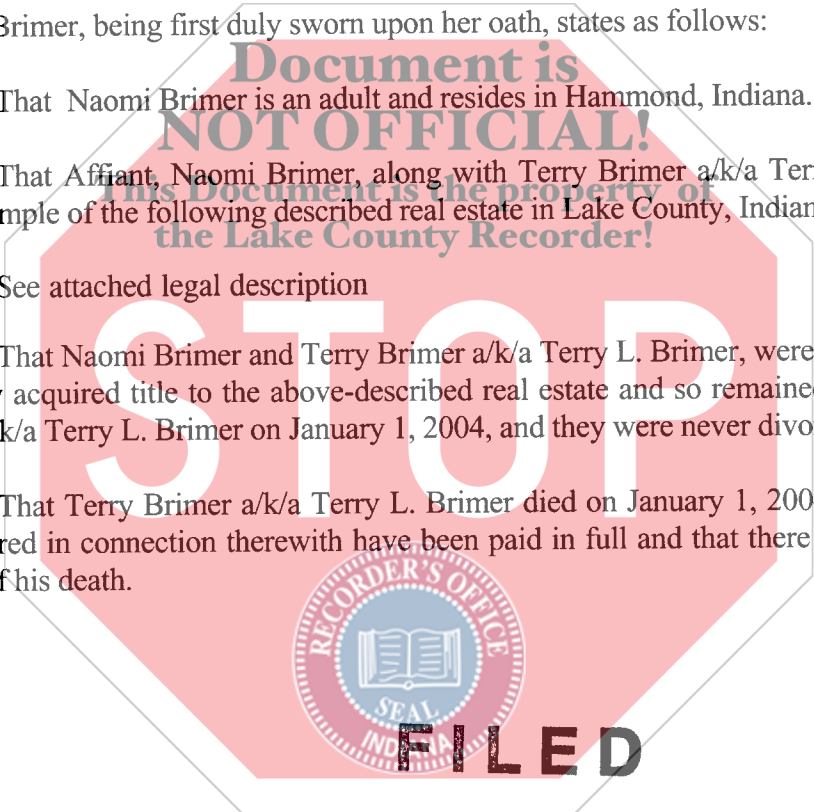 Brimer, being first duly sworn upon her oath, states as follows:
Document is
That Naomi Brimer is an adult and resides in Hammond, Indiana.
NOT OFFICIAL!
That Affiant, Naomi Brimer, along with Terry Brimer a/k/a Ter
This Document is the property of
mple of the following described real estate in Lake County, Indian
the Lake County Recorder!
See attached legal description
STOP
That Naomi Brimer and Terry Brimer a/k/a Terry L. Brimer, were
acquired title to the above-described real estate and so remaine
k/a Terry L. Brimer on January 1, 2004, and they were never divo
That Terry Brimer a/k/a Terry L. Brimer died on January 1, 200
red in connection therewith have been paid in full and that there
f his death.
RECORDER'S OFFICE
SEAL
INDIANA
FILED